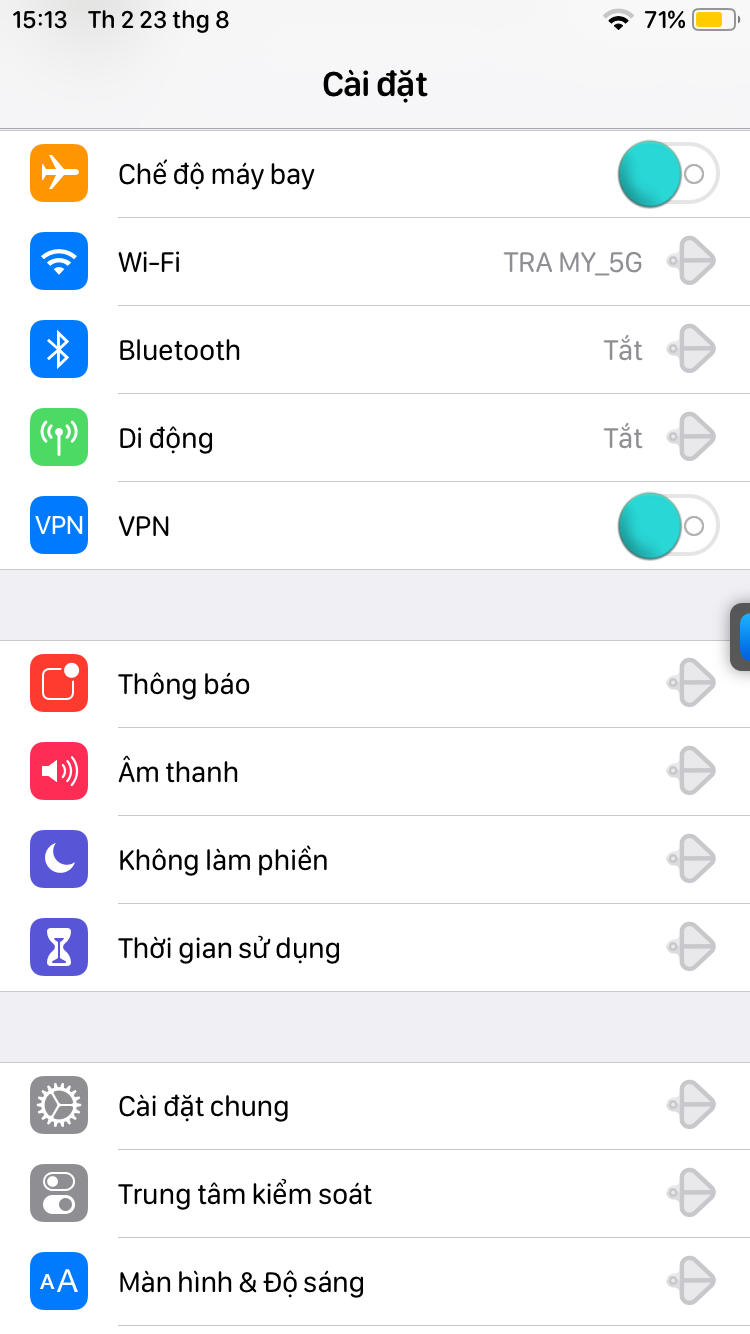 15:13 Th 2 23 thg 8 71%
Cài đặt
Chế độ máy bay
Wi-Fi TRA MY_5G
Bluetooth Tắt
Di động Tắt
VPN VPN
Thông báo
Âm thanh
Không làm phiền
Thời gian sử dụng
Cài đặt chung
Trung tâm kiểm soát
AA Màn hình & Độ sáng